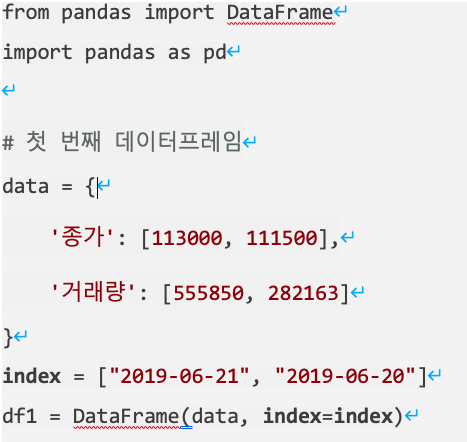 from pandas import DataFrame
import pandas as pd

# 첫 번째 데이터프레임
data = {
    '종가': [113000, 111500],
    '거래량': [555850, 282163]
}
index = ["2019-06-21", "2019-06-20"]
df1 = DataFrame(data, index=index)